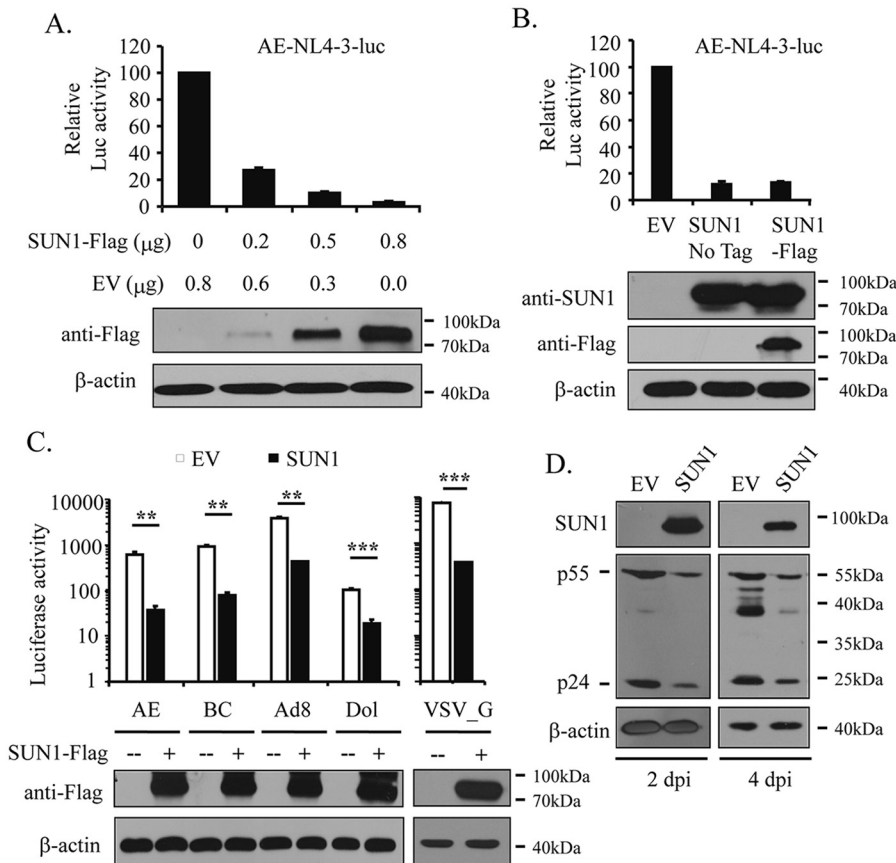 A.
AE-NL4-3-luc
Relative
Luc activity
120
100
80
60
40
20
0
SUN1-Flag (µg) 0 0.2 0.5 0.8
EV (µg) 0.8 0.6 0.3 0.0
anti-Flag
100kDa
70kDa
β-actin
40kDa
B.
AE-NL4-3-luc
Relative
Luc activity
120
100
80
60
40
20
0
EV SUN1 SUN1
No Tag -Flag
anti-SUN1
100kDa
70kDa
anti-Flag
100kDa
70kDa
β-actin
40kDa
C.
EV SUN1
Luciferase activity
10000
1000
100
10
1
** ** ** *** ***
AE BC Ad8 Dol VSV_G
SUN1-Flag -- + -- + -- + -- + -- +
anti-Flag
100kDa
70kDa
β-actin
40kDa
D.
EV SUN1 EV SUN1
SUN1
100kDa
p55
55kDa
40kDa
35kDa
p24
25kDa
β-actin
40kDa
2 dpi 4 dpi